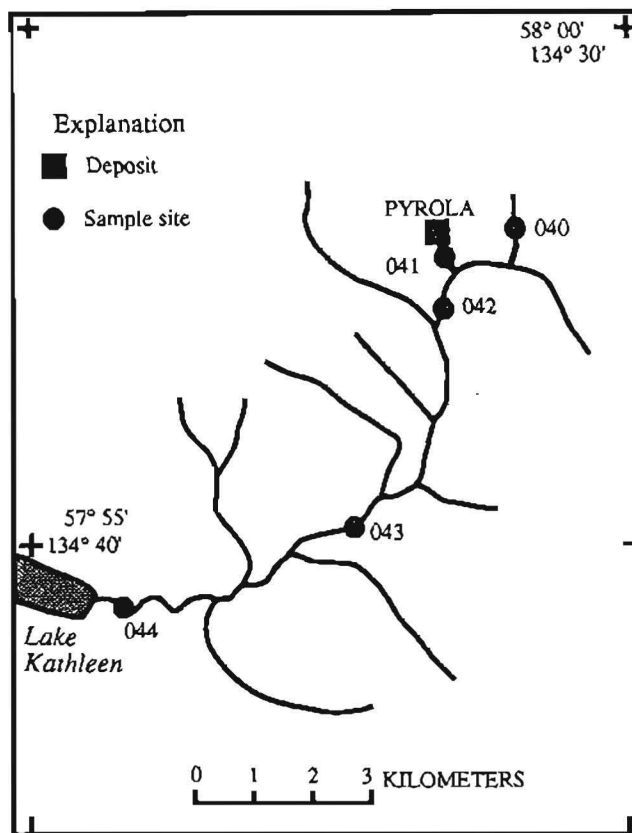 58° 00'
134° 30'
Explanation
Deposit
Sample site
PYROLA
040
041
042
57° 55'
134° 40'
043
044
Lake
Kathleen
0 1 2 3 KILOMETERS